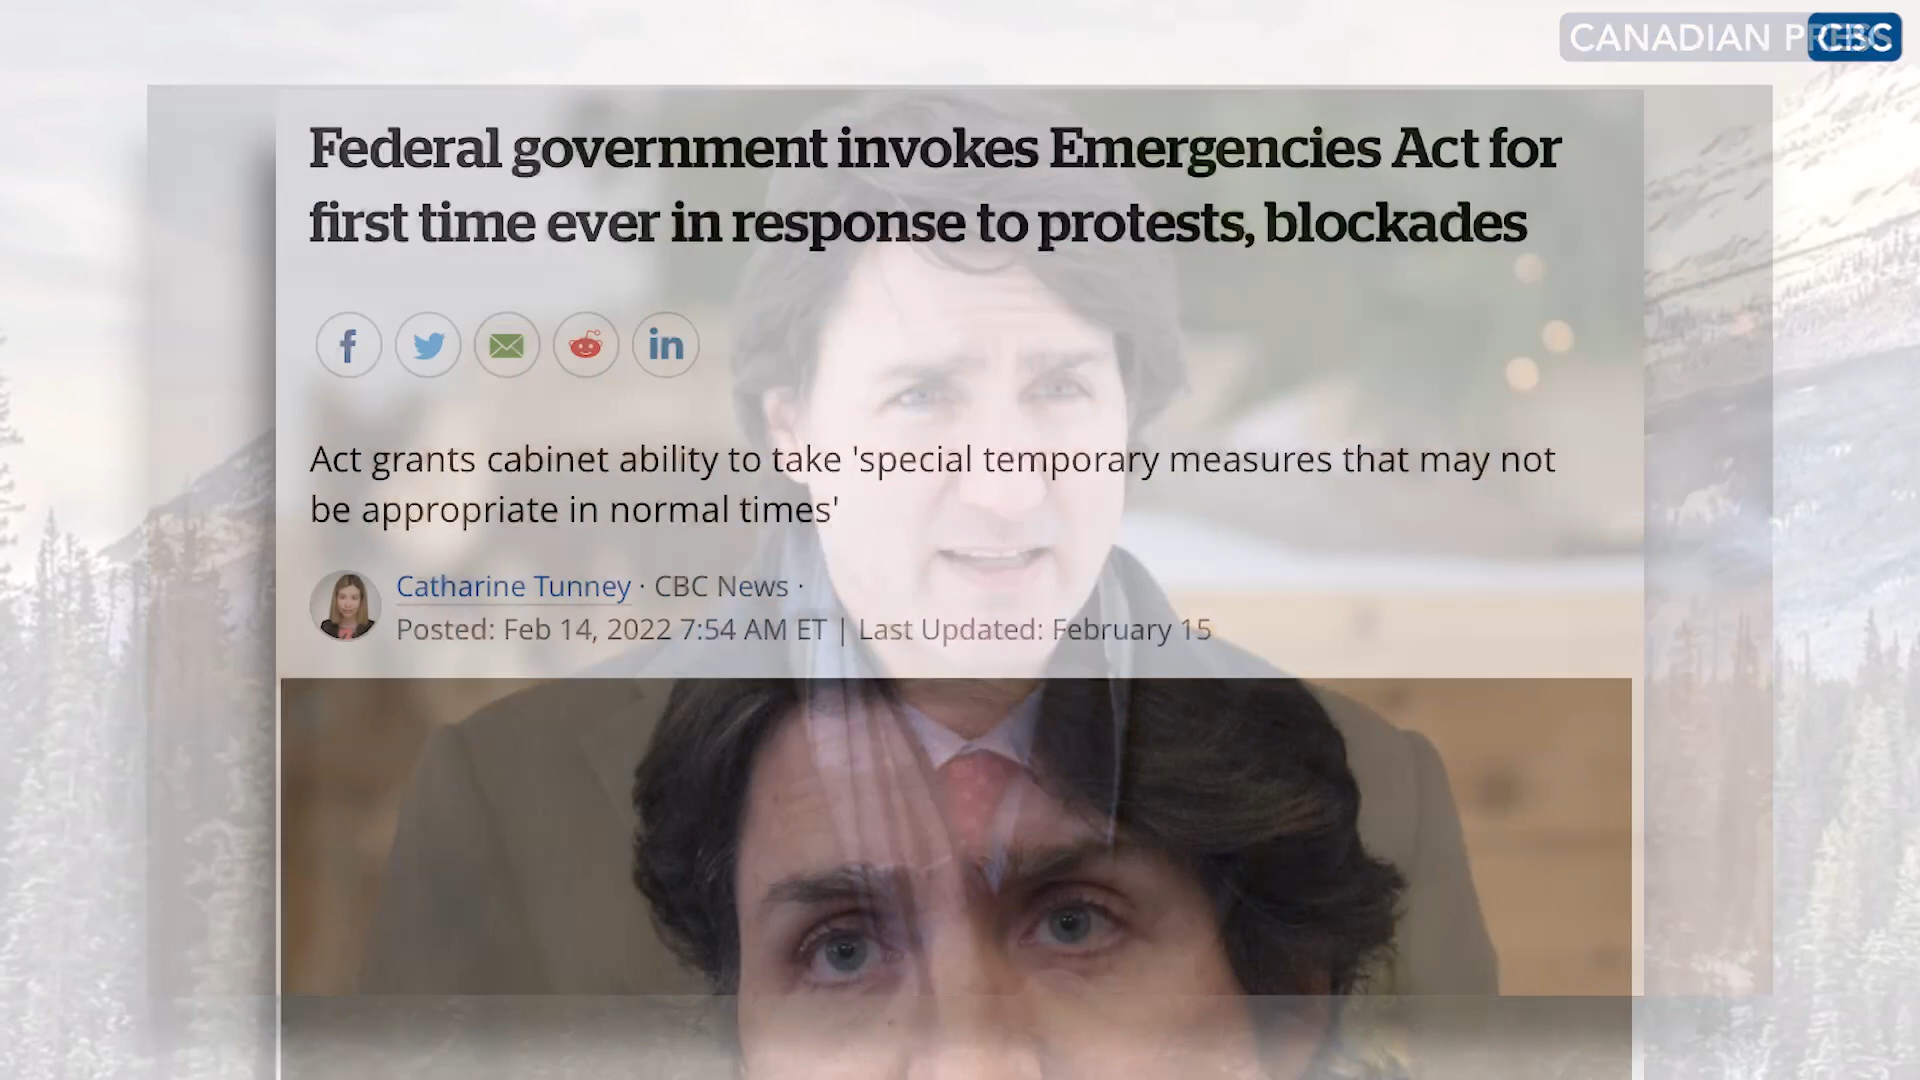 CANADIAN PRESS
CBC
Federal government invokes Emergencies Act for
first time ever in response to protests, blockades
Act grants cabinet ability to take 'special temporary measures that may not
be appropriate in normal times'
Catharine Tunney · CBC News ·
Posted: Feb 14, 2022 7:54 AM ET | Last Updated: February 15